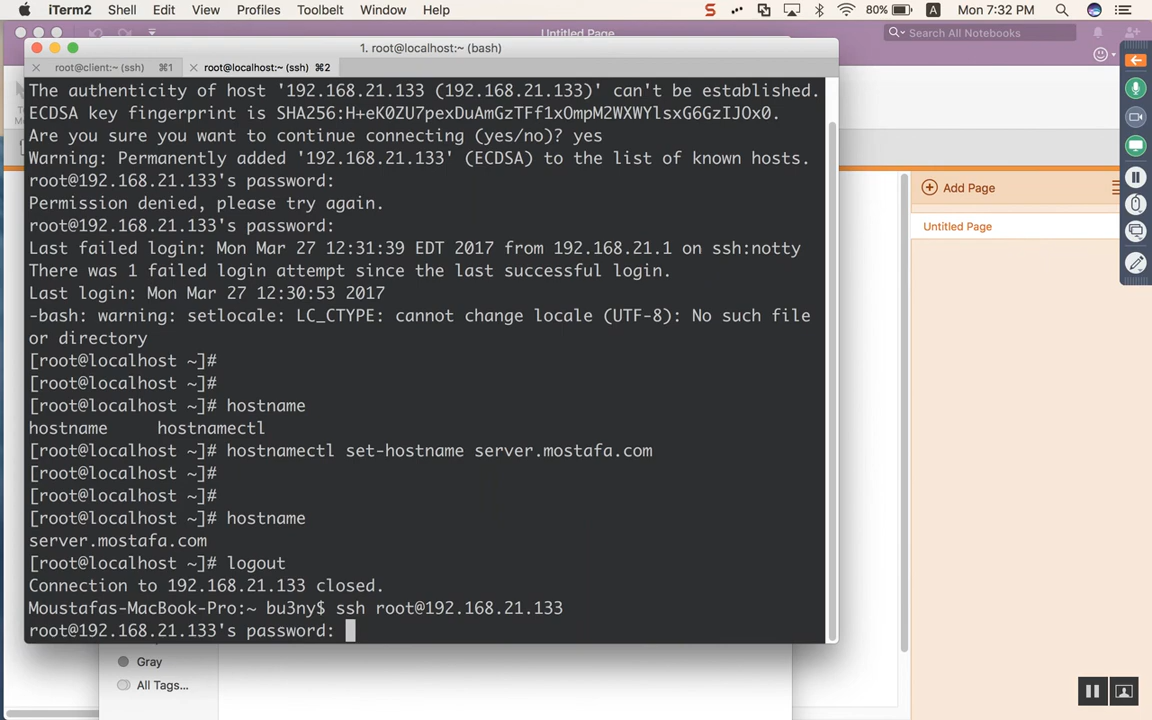 iTerm2 Shell Edit View Profiles Toolbelt Window Help
80% A Mon 7:32 PM
Untitled Page
Search All Notebooks
1. root@localhost:~ (bash)
root@client:~ (ssh) ⌘1
root@localhost:~ (ssh) ⌘2
The authenticity of host '192.168.21.133 (192.168.21.133)' can't be established.
ECDSA key fingerprint is SHA256:H+eK0ZU7pexDuAmGzTFf1xOmpM2WXWYlsxG6GzIJOx0.
Are you sure you want to continue connecting (yes/no)? yes
Warning: Permanently added '192.168.21.133' (ECDSA) to the list of known hosts.
root@192.168.21.133's password:
Permission denied, please try again.
root@192.168.21.133's password:
Last failed login: Mon Mar 27 12:31:39 EDT 2017 from 192.168.21.1 on ssh:notty
There was 1 failed login attempt since the last successful login.
Last login: Mon Mar 27 12:30:53 2017
-bash: warning: setlocale: LC_CTYPE: cannot change locale (UTF-8): No such file
or directory
[root@localhost ~]#
[root@localhost ~]#
[root@localhost ~]# hostname
hostname hostnamectl
[root@localhost ~]# hostnamectl set-hostname server.mostafa.com
[root@localhost ~]#
[root@localhost ~]#
[root@localhost ~]# hostname
server.mostafa.com
[root@localhost ~]# logout
Connection to 192.168.21.133 closed.
Moustafas-MacBook-Pro:~ bu3ny$ ssh root@192.168.21.133
root@192.168.21.133's password:
Add Page
Untitled Page
Gray
All Tags...